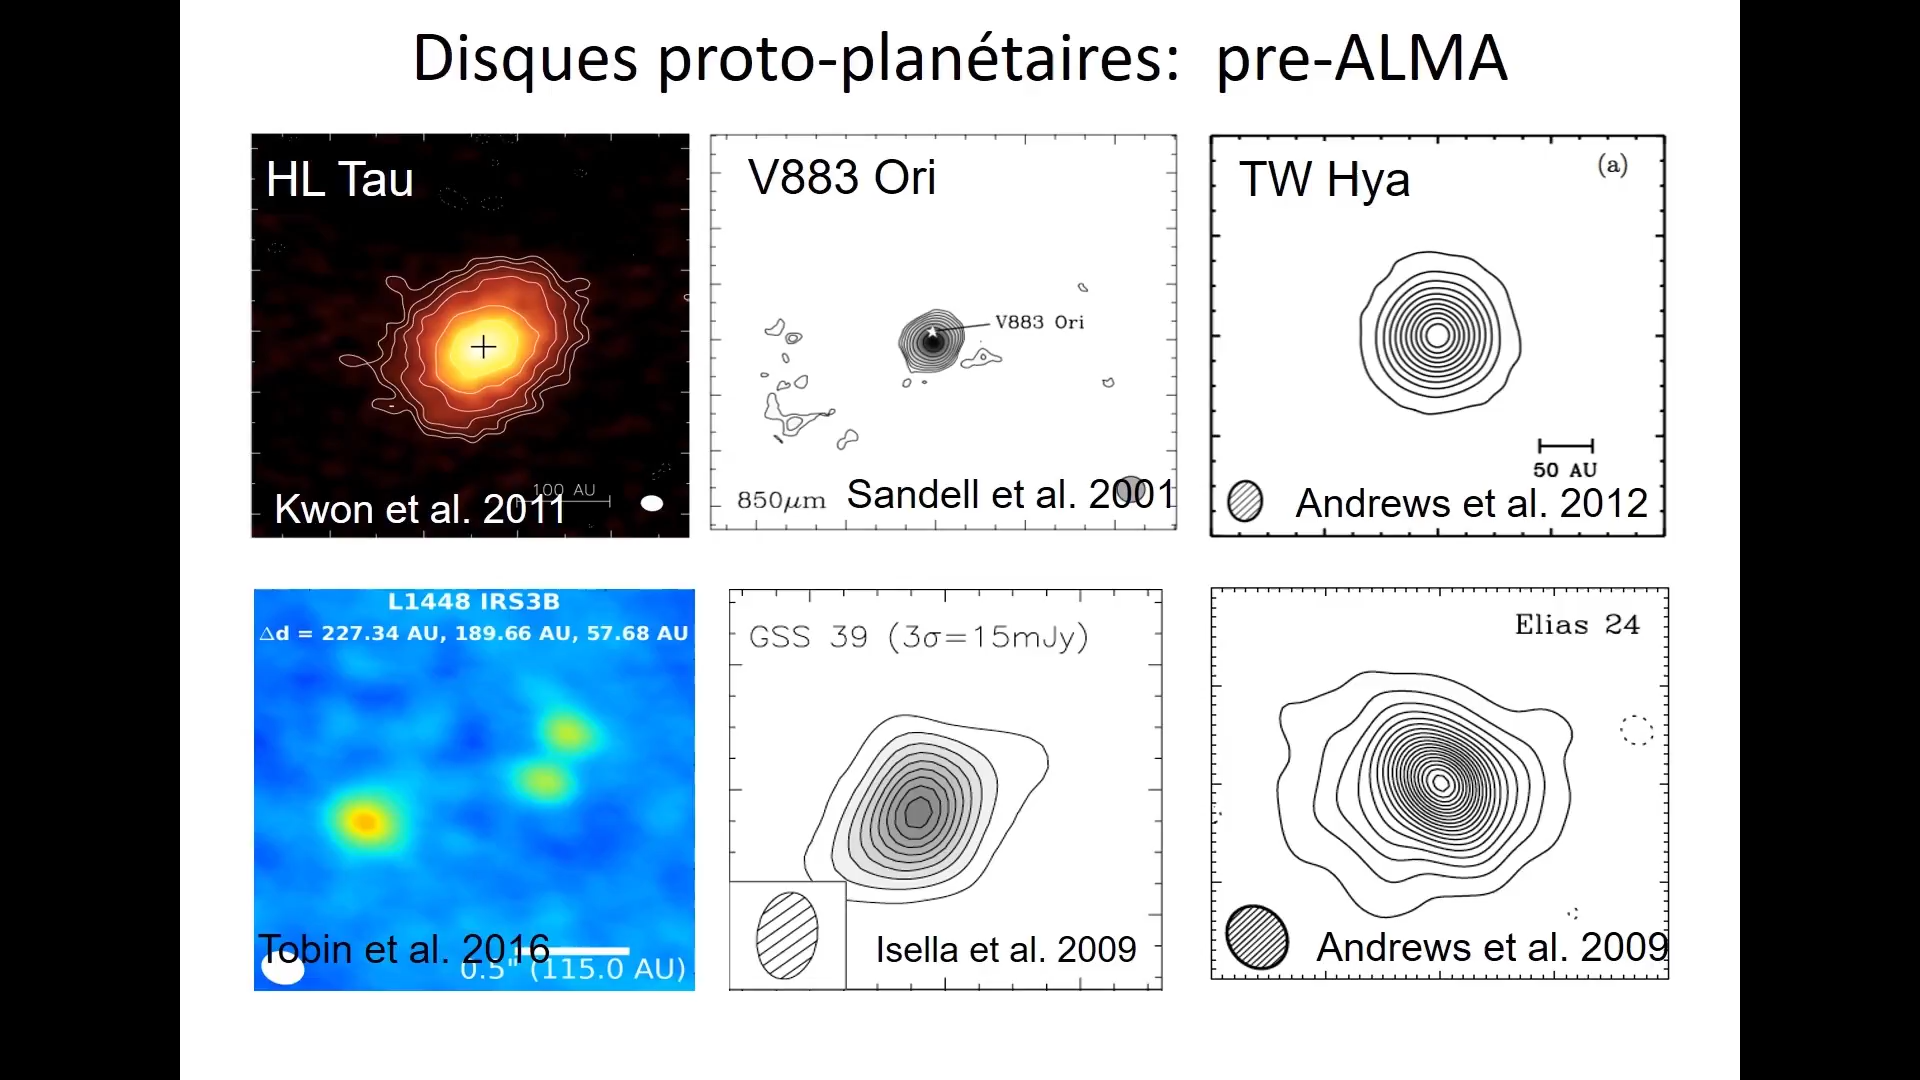 Disques proto-planétaires: pre-ALMA
HL Tau
100 AU
Kwon et al. 2011
V883 Ori
V883 Ori
850μm
Sandell et al. 2001
TW Hya
(a)
50 AU
Andrews et al. 2012
L1448 IRS3B
Δd = 227.34 AU, 189.66 AU, 57.68 AU
Tobin et al. 2016
0.5" (115.0 AU)
GSS 39 (3σ=15mJy)
Isella et al. 2009
Elias 24
Andrews et al. 2009